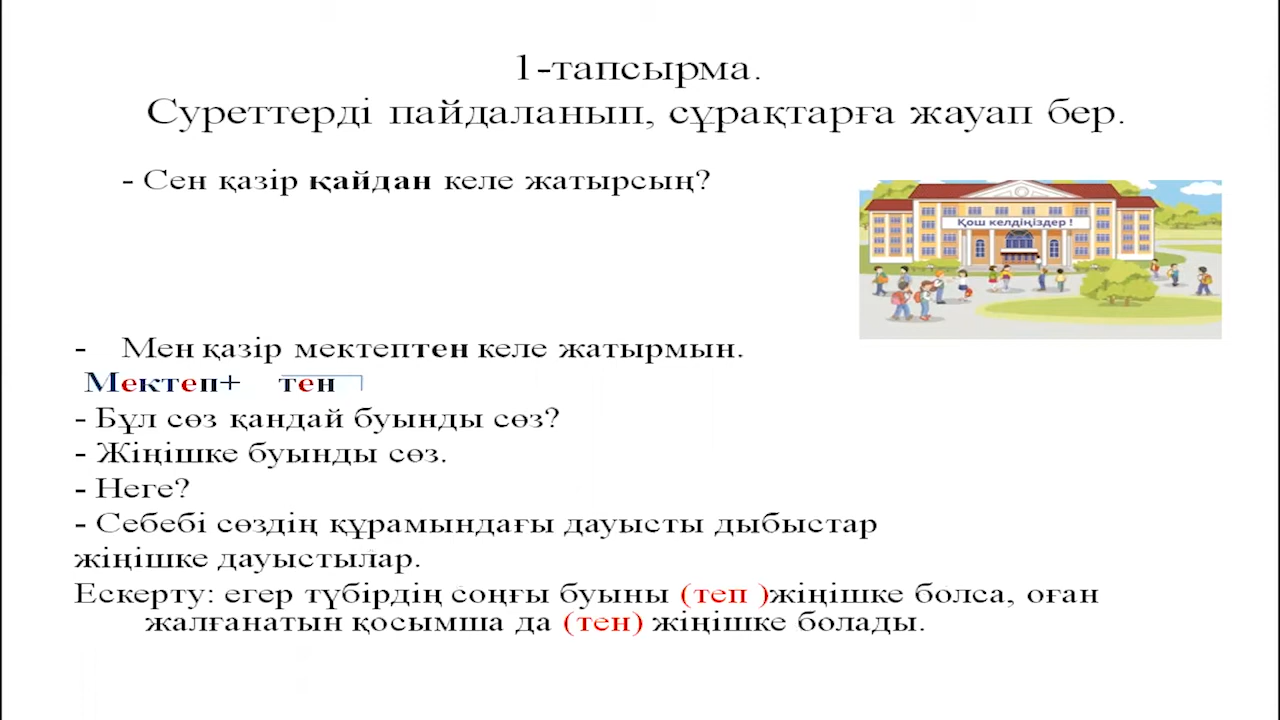 1-тапсырма.
Суреттерді пайдаланып, сұрақтарға жауап бер.
- Сен қазір қайдан келе жатырсың?
Қош келдіңіздер !
- Мен қазір мектептен келе жатырмын.
Мектеп+ тен
- Бұл сөз қандай буынды сөз?
- Жіңішке буынды сөз.
- Неге?
- Себебі сөздің құрамындағы дауысты дыбыстар
жіңішке дауыстылар.
Ескерту: егер түбірдің соңғы буыны (теп )жіңішке болса, оған
жалғанатын қосымша да (тен) жіңішке болады.